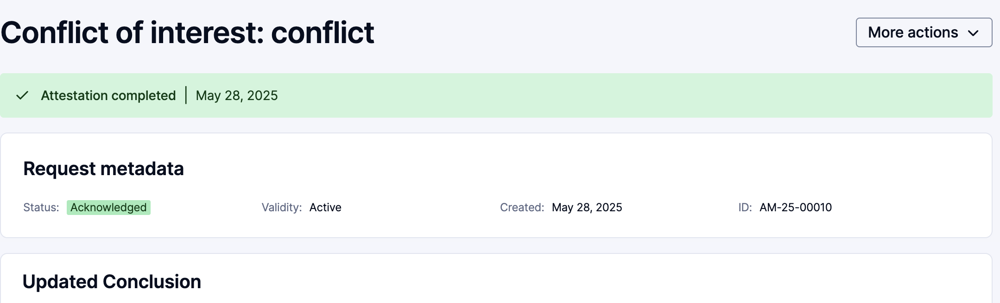 Conflict of interest: conflict
More actions
Attestation completed | May 28, 2025
Request metadata
Status: Acknowledged Validity: Active Created: May 28, 2025 ID: AM-25-00010
Updated Conclusion